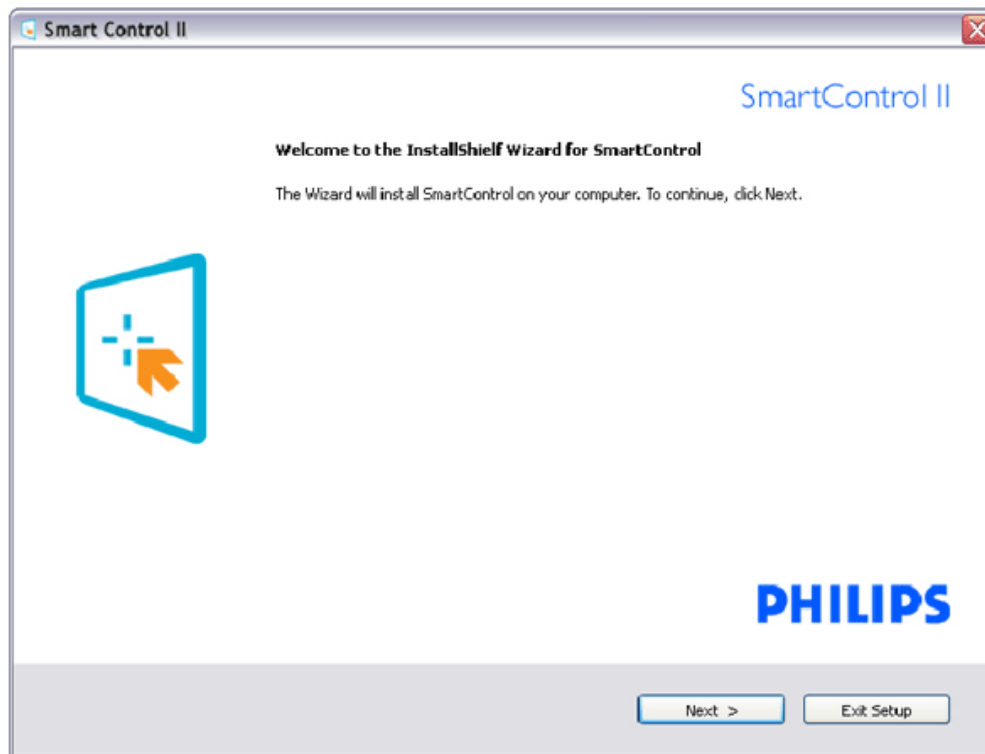 Smart Control II
SmartControl II
Welcome to the InstallShield Wizard for SmartControl
The Wizard will install SmartControl on your computer. To continue, click Next.
PHILIPS
Next >
Exit Setup